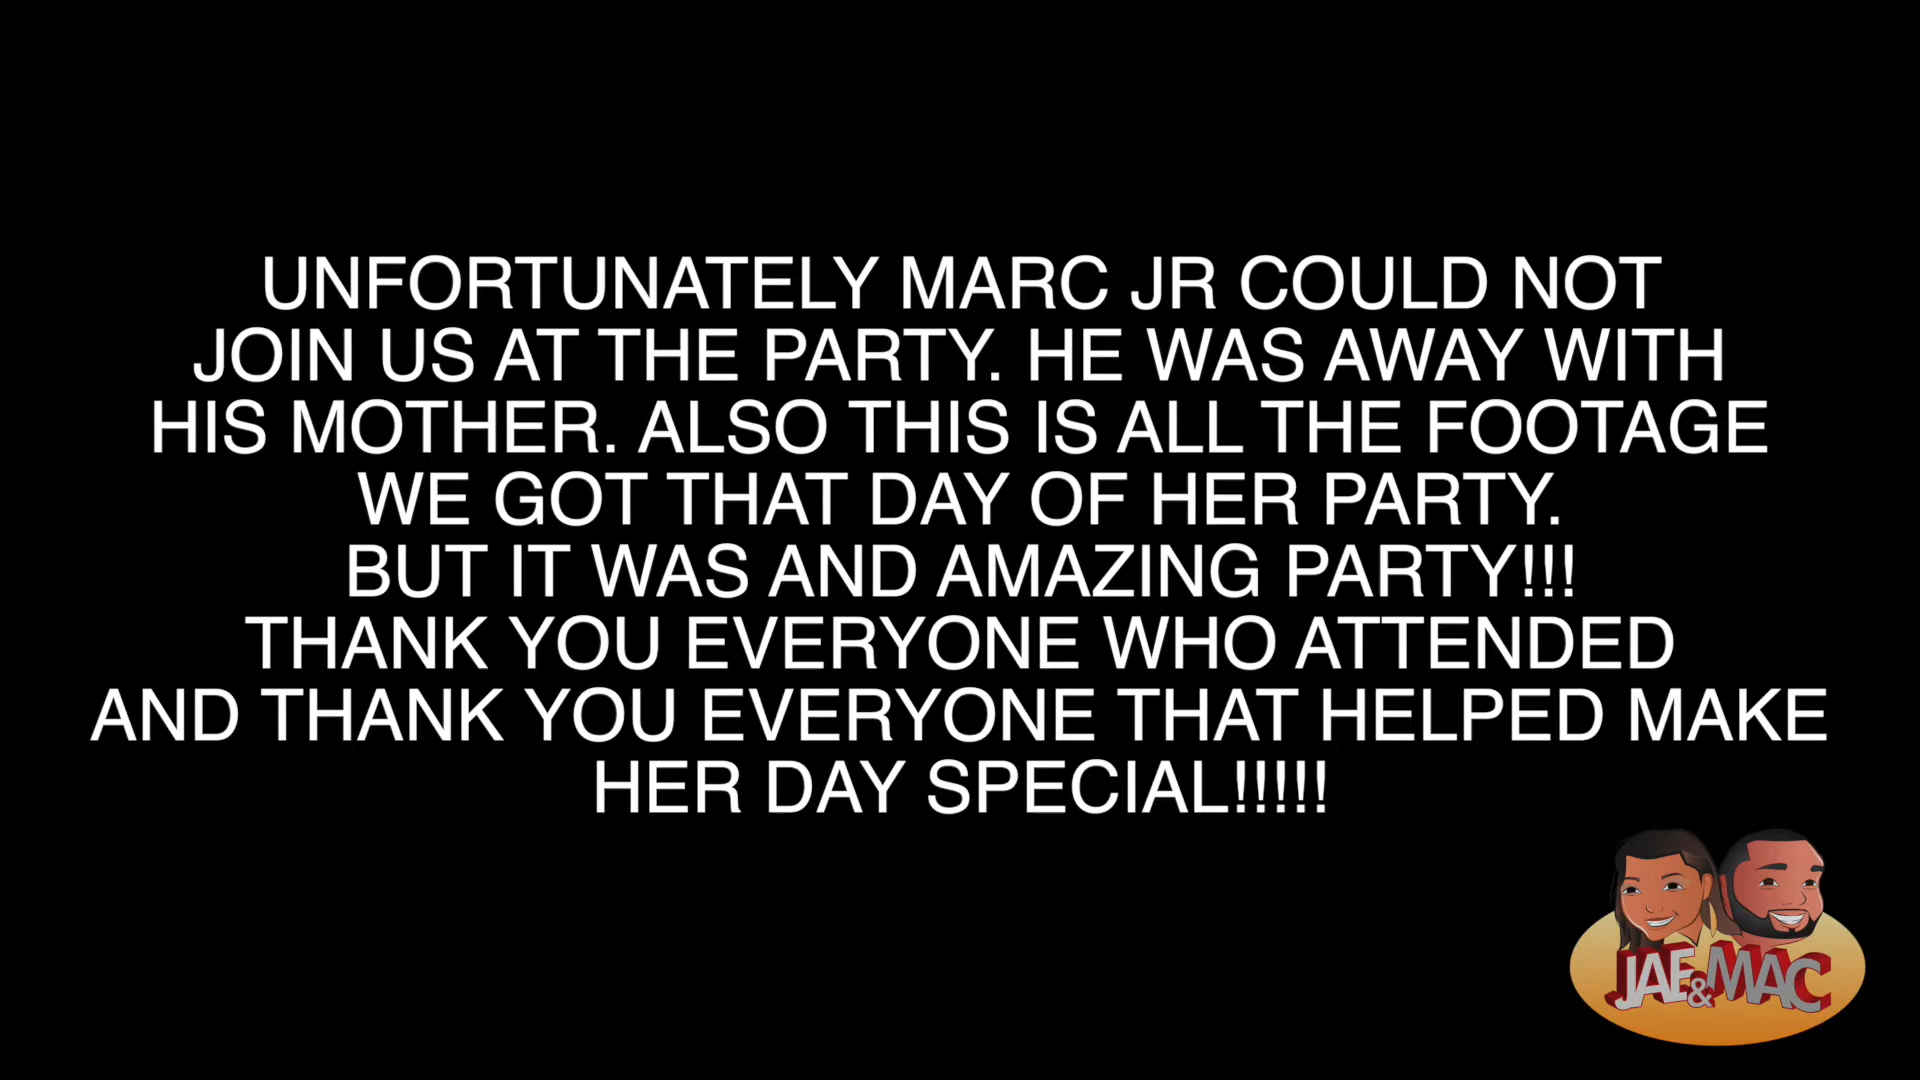 UNFORTUNATELY MARC JR COULD NOT
JOIN US AT THE PARTY. HE WAS AWAY WITH
HIS MOTHER. ALSO THIS IS ALL THE FOOTAGE
WE GOT THAT DAY OF HER PARTY.
BUT IT WAS AND AMAZING PARTY!!!
THANK YOU EVERYONE WHO ATTENDED
AND THANK YOU EVERYONE THAT HELPED MAKE
HER DAY SPECIAL!!!!!
JAE&MAC